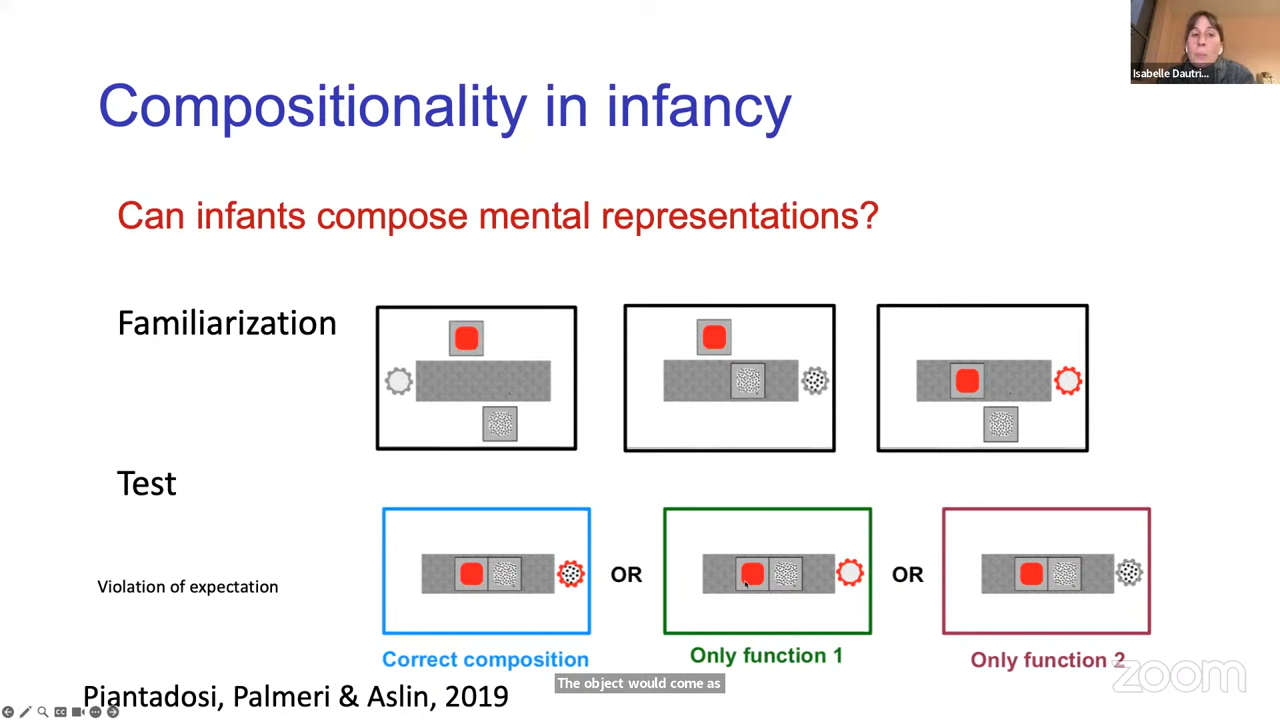 Isabelle Dautri...
Compositionality in infancy
Can infants compose mental representations?
Familiarization
Test
Violation of expectation
OR
OR
Correct composition
Only function 1
Only function 2
The object would come as
Piantadosi, Palmeri & Aslin, 2019
zoom